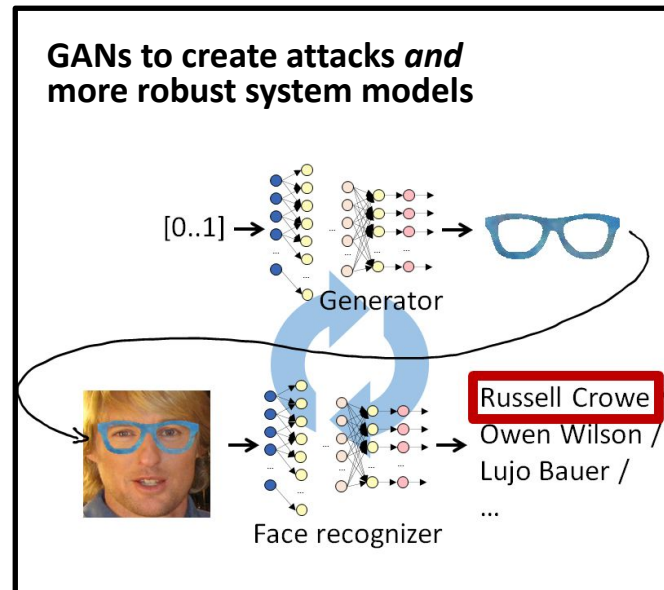 GANs to create attacks and
more robust system models
[0..1]
Generator
Russell Crowe /
Owen Wilson /
Lujo Bauer /
...
Face recognizer